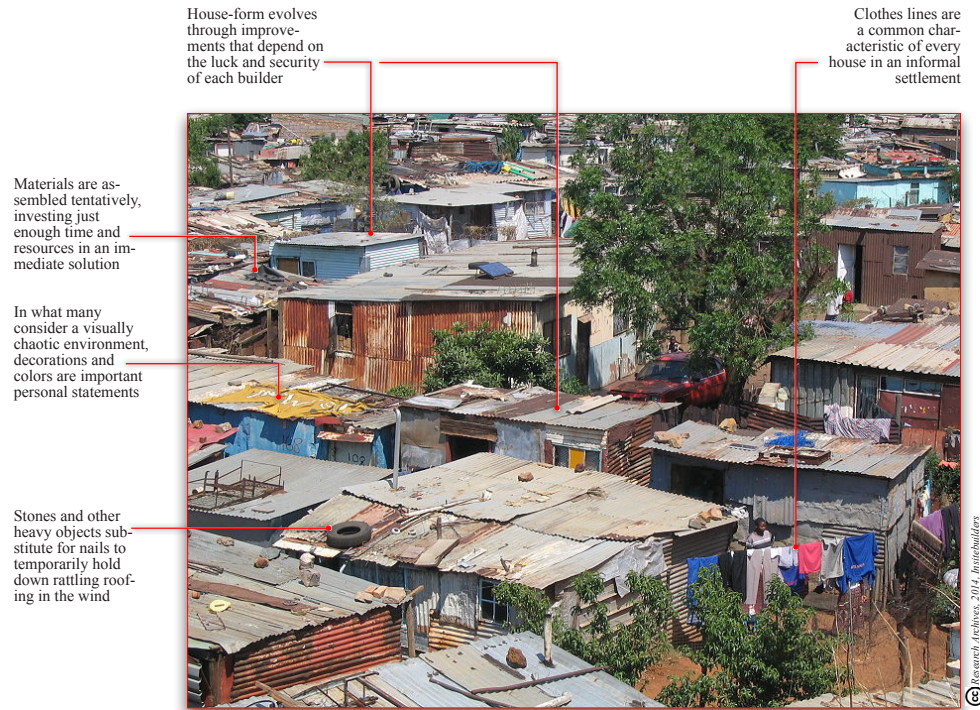 House-form evolves
through improve-
ments that depend on
the luck and security
of each builder
Clothes lines are
a common char-
acteristic of every
house in an informal
settlement
Materials are as-
sembled tentatively,
investing just
enough time and
resources in an im-
mediate solution
In what many
consider a visually
chaotic environment,
decorations and
colors are important
personal statements
Stones and other
heavy objects sub-
stitute for nails to
temporarily hold
down rattling roof-
ing in the wind
cc Research Archives, 2014, Insitebuilders